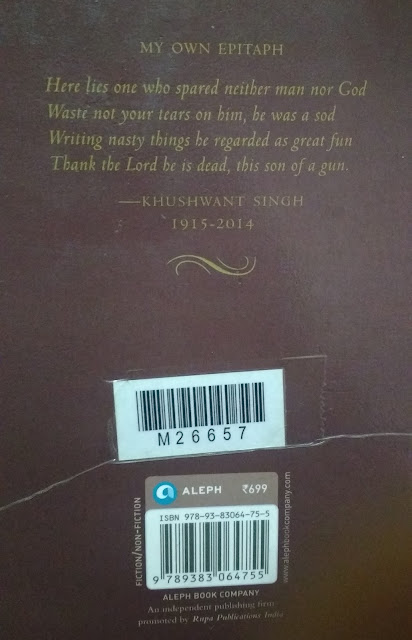 MY OWN EPITAPH
Here lies one who spared neither man nor God
Waste not your tears on him, he was a sod
Writing nasty things he regarded as great fun
Thank the Lord he is dead, this son of a gun.
—KHUSHWANT SINGH
1915-2014
M26657
ALEPH ₹699
ISBN 978-93-83064-75-5
9 789383 064755
FICTION/NON-FICTION
www.alephbookcompany.com
ALEPH BOOK COMPANY
An independent publishing firm
promoted by Rupa Publications India